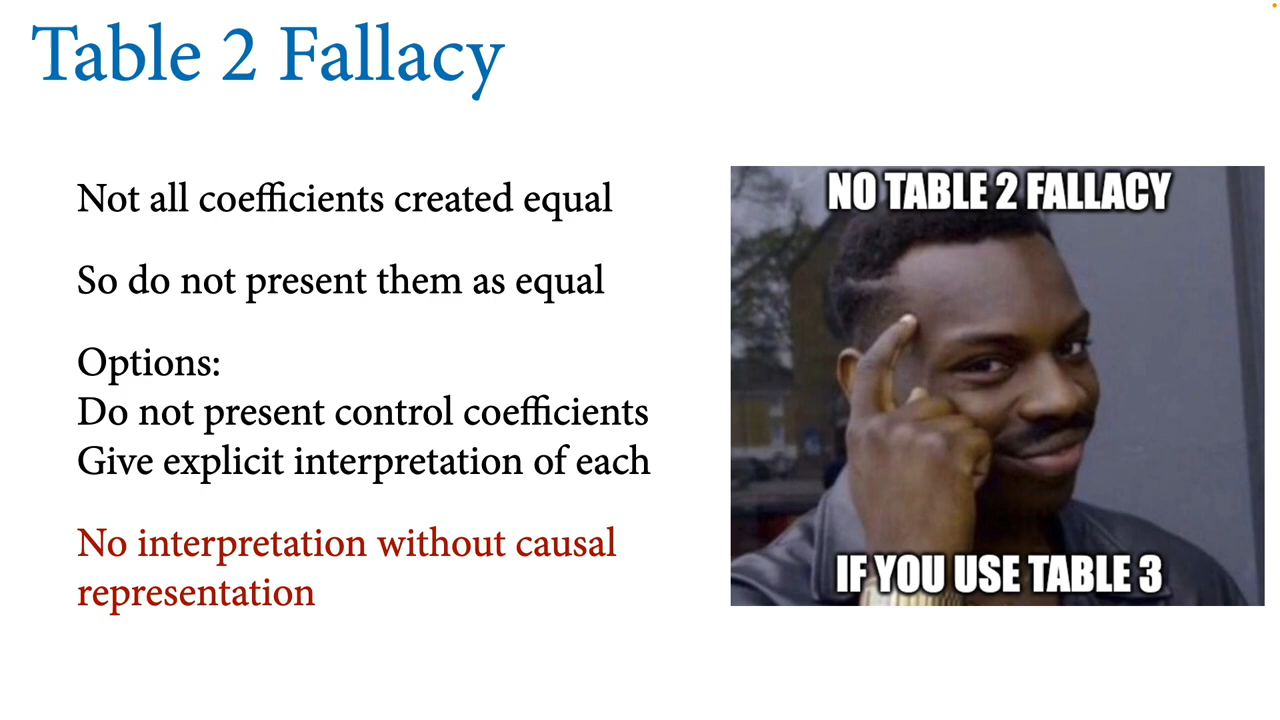 Table 2 Fallacy
Not all coefficients created equal
So do not present them as equal
Options:
Do not present control coefficients
Give explicit interpretation of each
No interpretation without causal
representation
NO TABLE 2 FALLACY
IF YOU USE TABLE 3